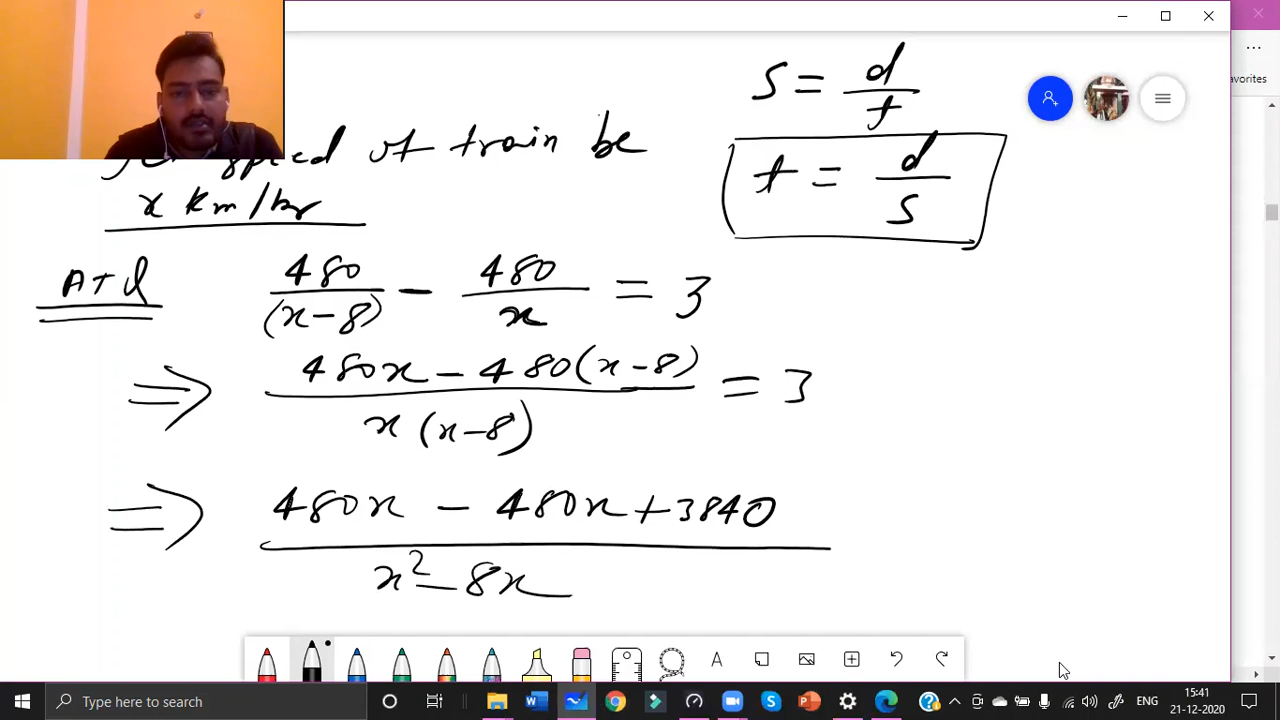 s = d/t
speed of train be
x km/hr
t = d/s
ATQ 480/(x-8) - 480/x = 3
⇒ 480x - 480(x-8)/x(x-8) = 3
⇒ 480x - 480x + 3840/x² - 8x
avorites
A
Type here to search
ENG
15:41
21-12-2020